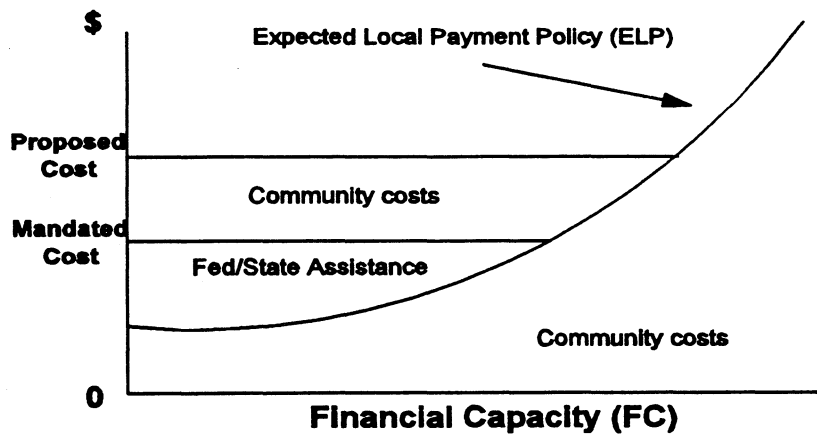 $
Expected Local Payment Policy (ELP)
Proposed
Cost
Community costs
Mandated
Cost
Fed/State Assistance
Community costs
0
Financial Capacity (FC)